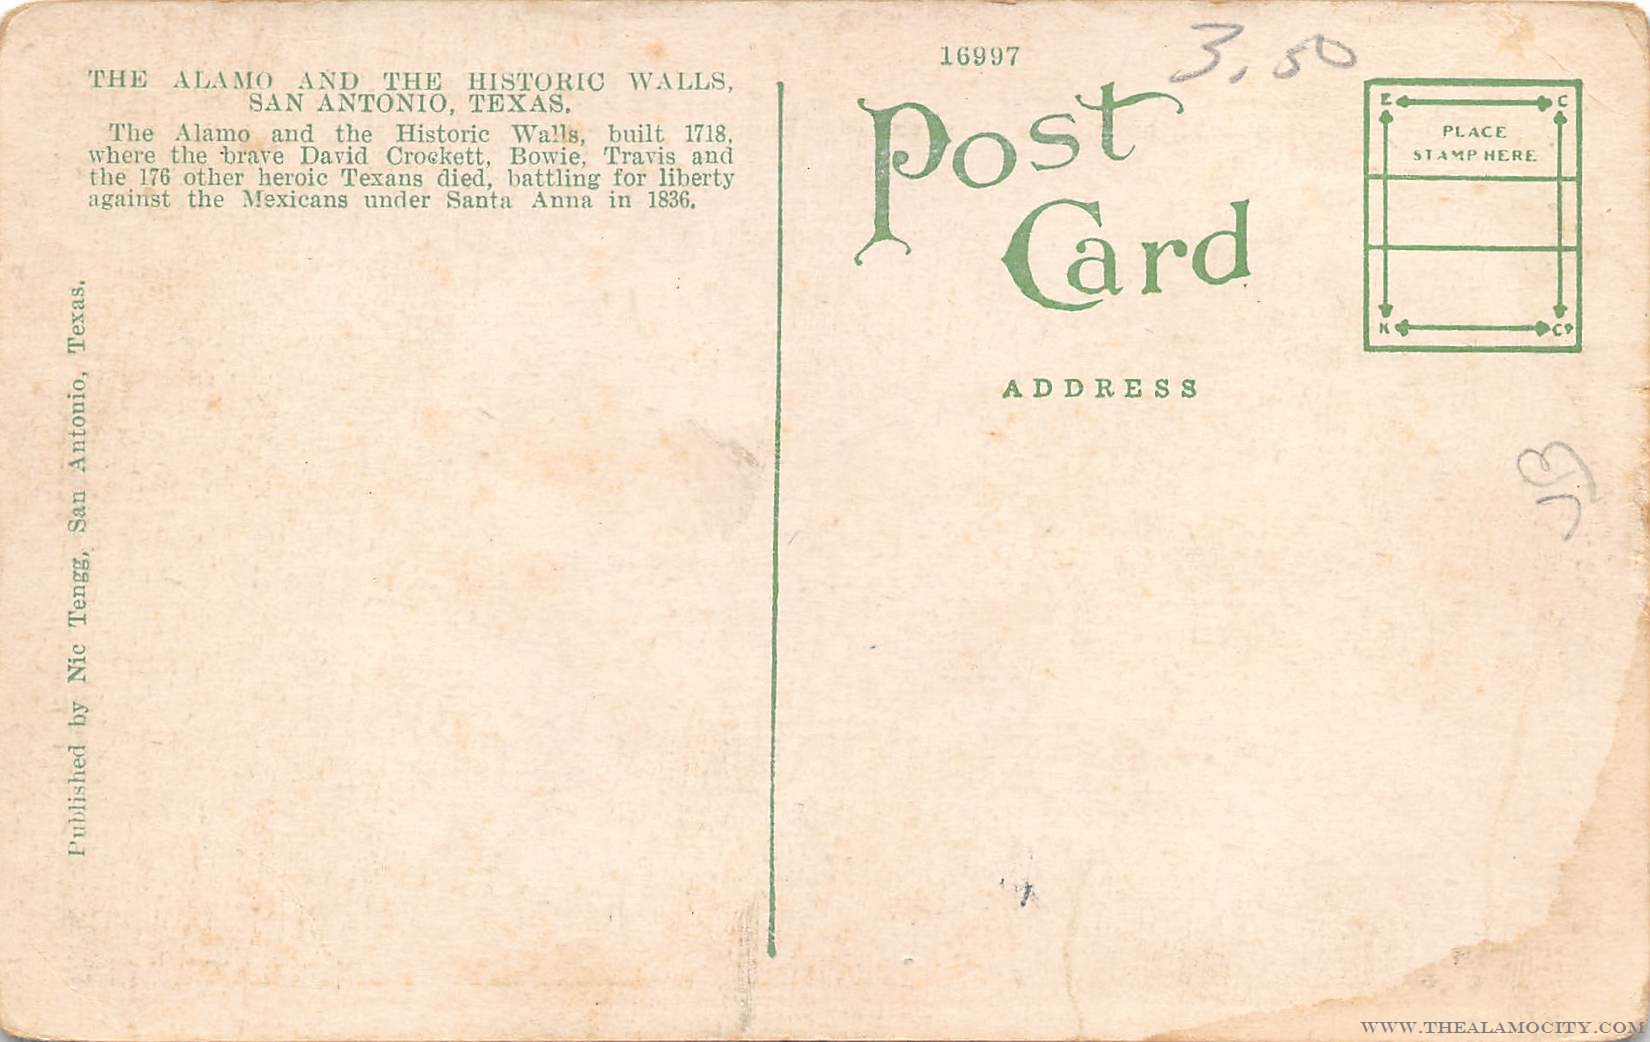 THE ALAMO AND THE HISTORIC WALLS,
SAN ANTONIO, TEXAS.
The Alamo and the Historic Walls, built 1718,
where the brave David Crockett, Bowie, Travis and
the 176 other heroic Texans died, battling for liberty
against the Mexicans under Santa Anna in 1836.
Published by Nic Tengg, San Antonio, Texas.
16997
3.50
Post
Card
E C
PLACE
STAMP HERE
K Co
ADDRESS
JB
WWW.THEALAMOCITY.COM